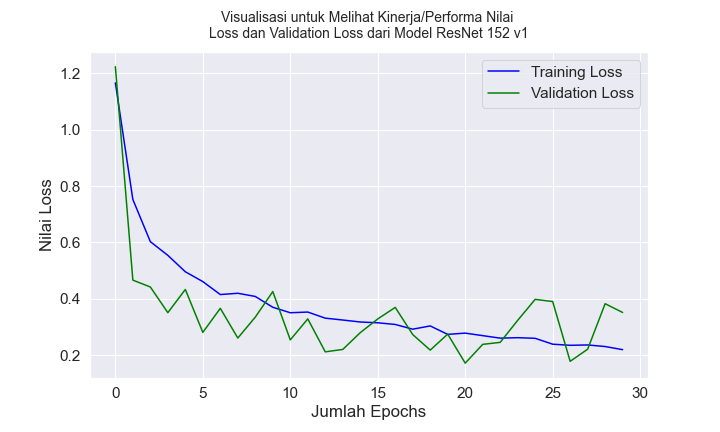 Visualisasi untuk Melihat Kinerja/Performa Nilai
Loss dan Validation Loss dari Model ResNet 152 v1
Training Loss
Validation Loss
Nilai Loss
1.2
1.0
0.8
0.6
0.4
0.2
0 5 10 15 20 25 30
Jumlah Epochs